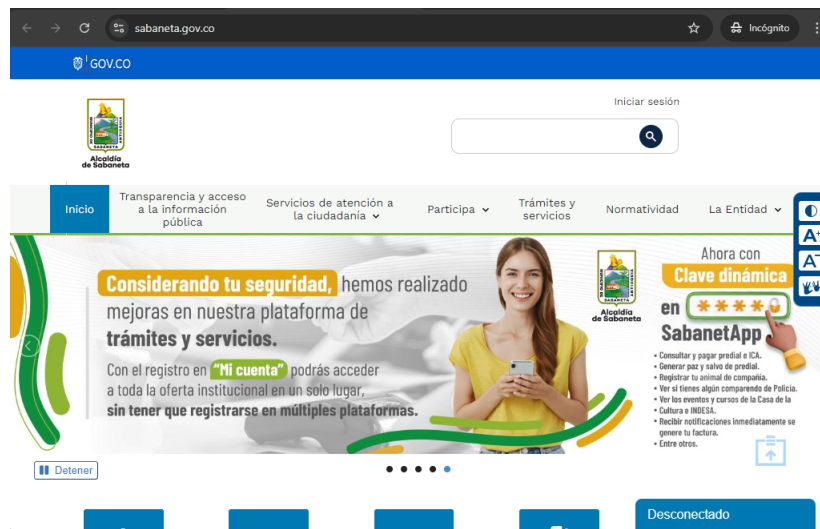 sabaneta.gov.co
Incógnito
GOV.CO
Iniciar sesión
Alcaldía
de Sabaneta
Inicio
Transparencia y acceso
a la información
pública
Servicios de atención a
la ciudadanía
Participa
Trámites y
servicios
Normatividad
La Entidad
A+
A-
Considerando tu seguridad, hemos realizado
mejoras en nuestra plataforma de
trámites y servicios.
Con el registro en "Mi cuenta" podrás acceder
a toda la oferta institucional en un solo lugar,
sin tener que registrarse en múltiples plataformas.
Alcaldía
de Sabaneta
Ahora con
Clave dinámica
en ****
SabanetApp
• Consultar y pagar predial e ICA.
• Generar paz y salvo de predial.
• Registrar tu animal de compañía.
• Ver si tienes algún comparendo de Policía.
• Ver los eventos y cursos de la Casa de la
• Cultura e INDESA.
• Recibir notificaciones inmediatamente se
genere tu factura.
• Entre otros.
Detener
Desconectado